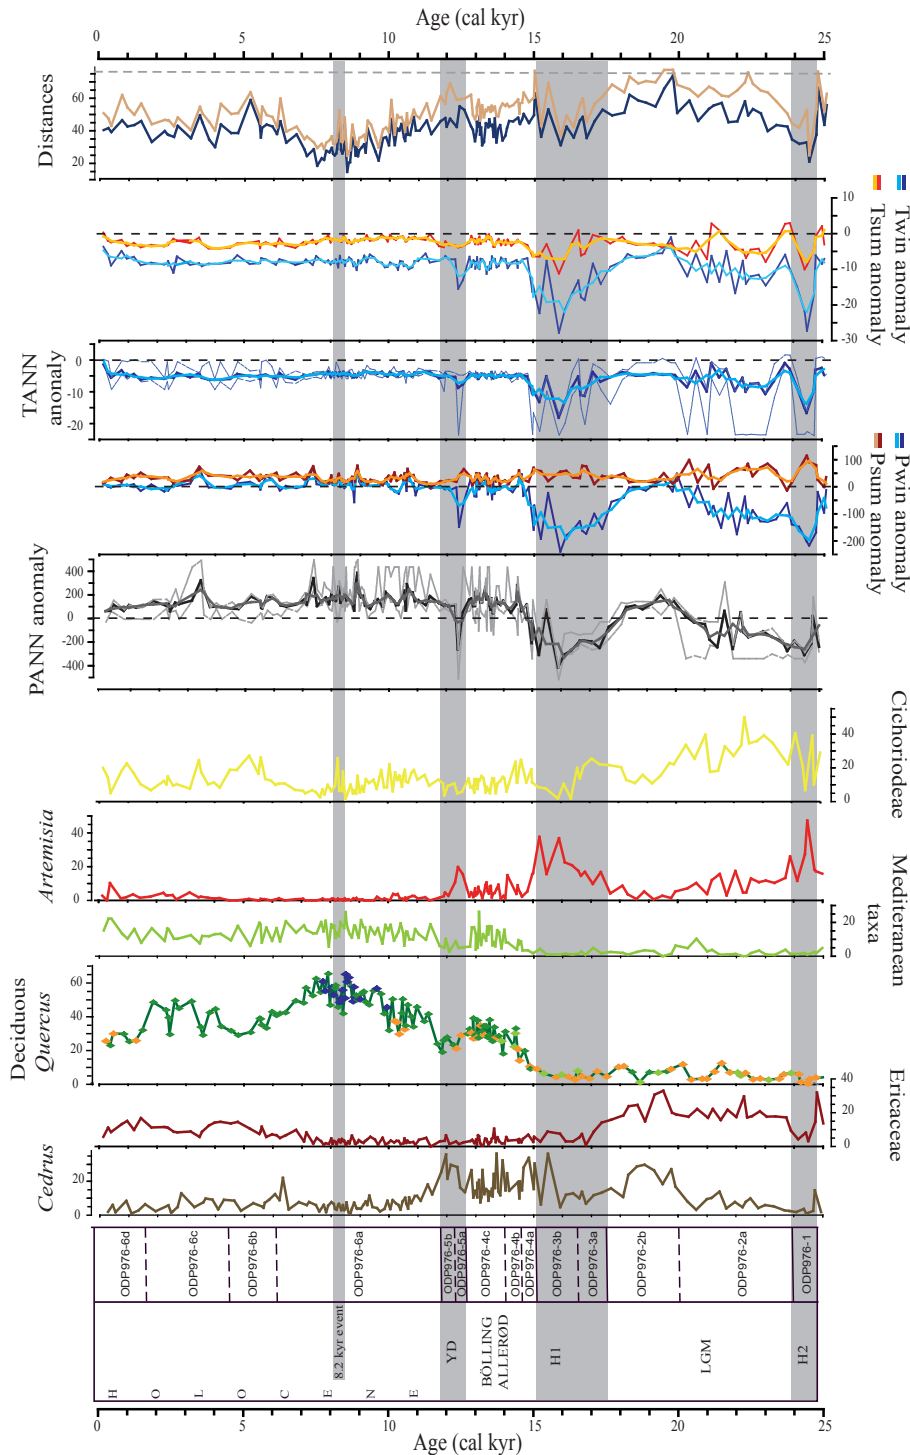 Age (cal kyr)
0 5 10 15 20 25
Distances
60
40
20
Twin anomaly
Tsum anomaly
10
0
-10
-20
-30
TANN
anomaly
0
-10
-20
Pwin anomaly
Psum anomaly
100
0
-100
-200
PANN anomaly
400
200
0
-200
-400
Cichoriodeae
40
20
0
Artemisia
40
20
0
Mediteranean
taxa
20
0
Deciduous
Quercus
60
40
20
0
Ericaceae
40
20
0
Cedrus
20
0
ODP976-6d
ODP976-6c
ODP976-6b
ODP976-6a
ODP976-5b
ODP976-5a
ODP976-4c
ODP976-4b
ODP976-4a
ODP976-3b
ODP976-3a
ODP976-2b
ODP976-2a
ODP976-1
H O L O C E N E
8.2 kyr event
YD
BÖLLING
ALLERØD
H1
LGM
H2
0 5 10 15 20 25
Age (cal kyr)